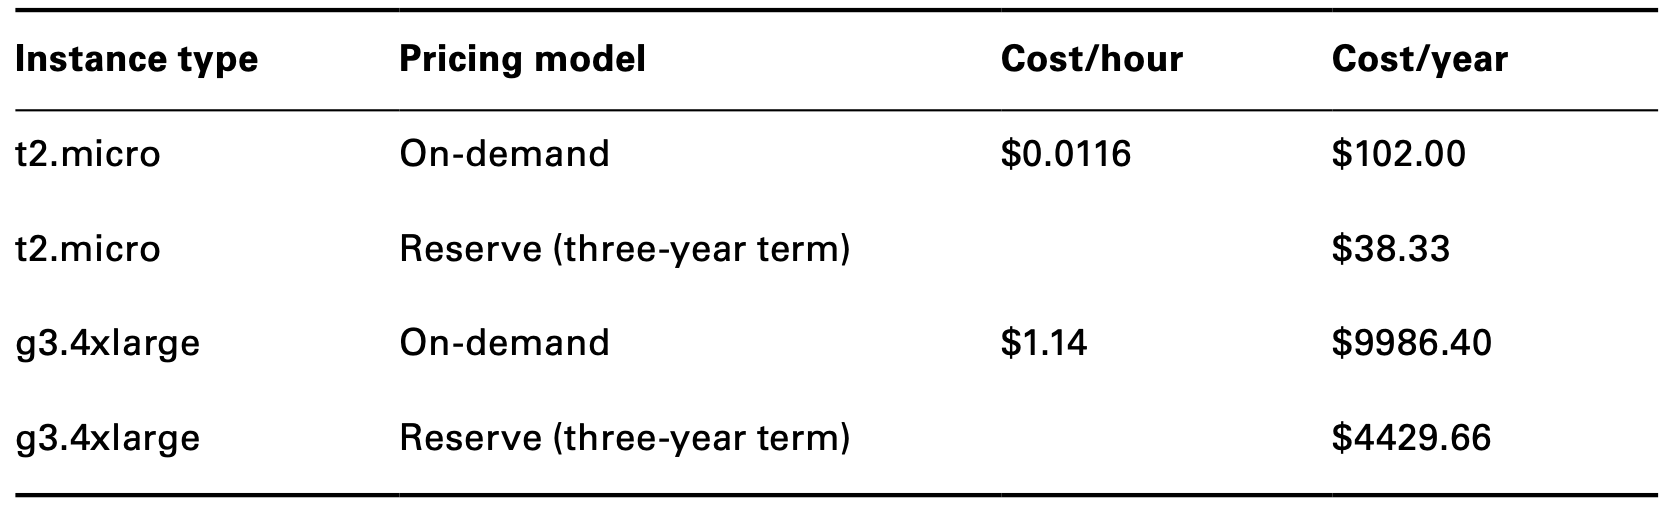 Instance type Pricing model Cost/hour Cost/year
t2.micro On-demand $0.0116 $102.00
t2.micro Reserve (three-year term) $38.33
g3.4xlarge On-demand $1.14 $9986.40
g3.4xlarge Reserve (three-year term) $4429.66